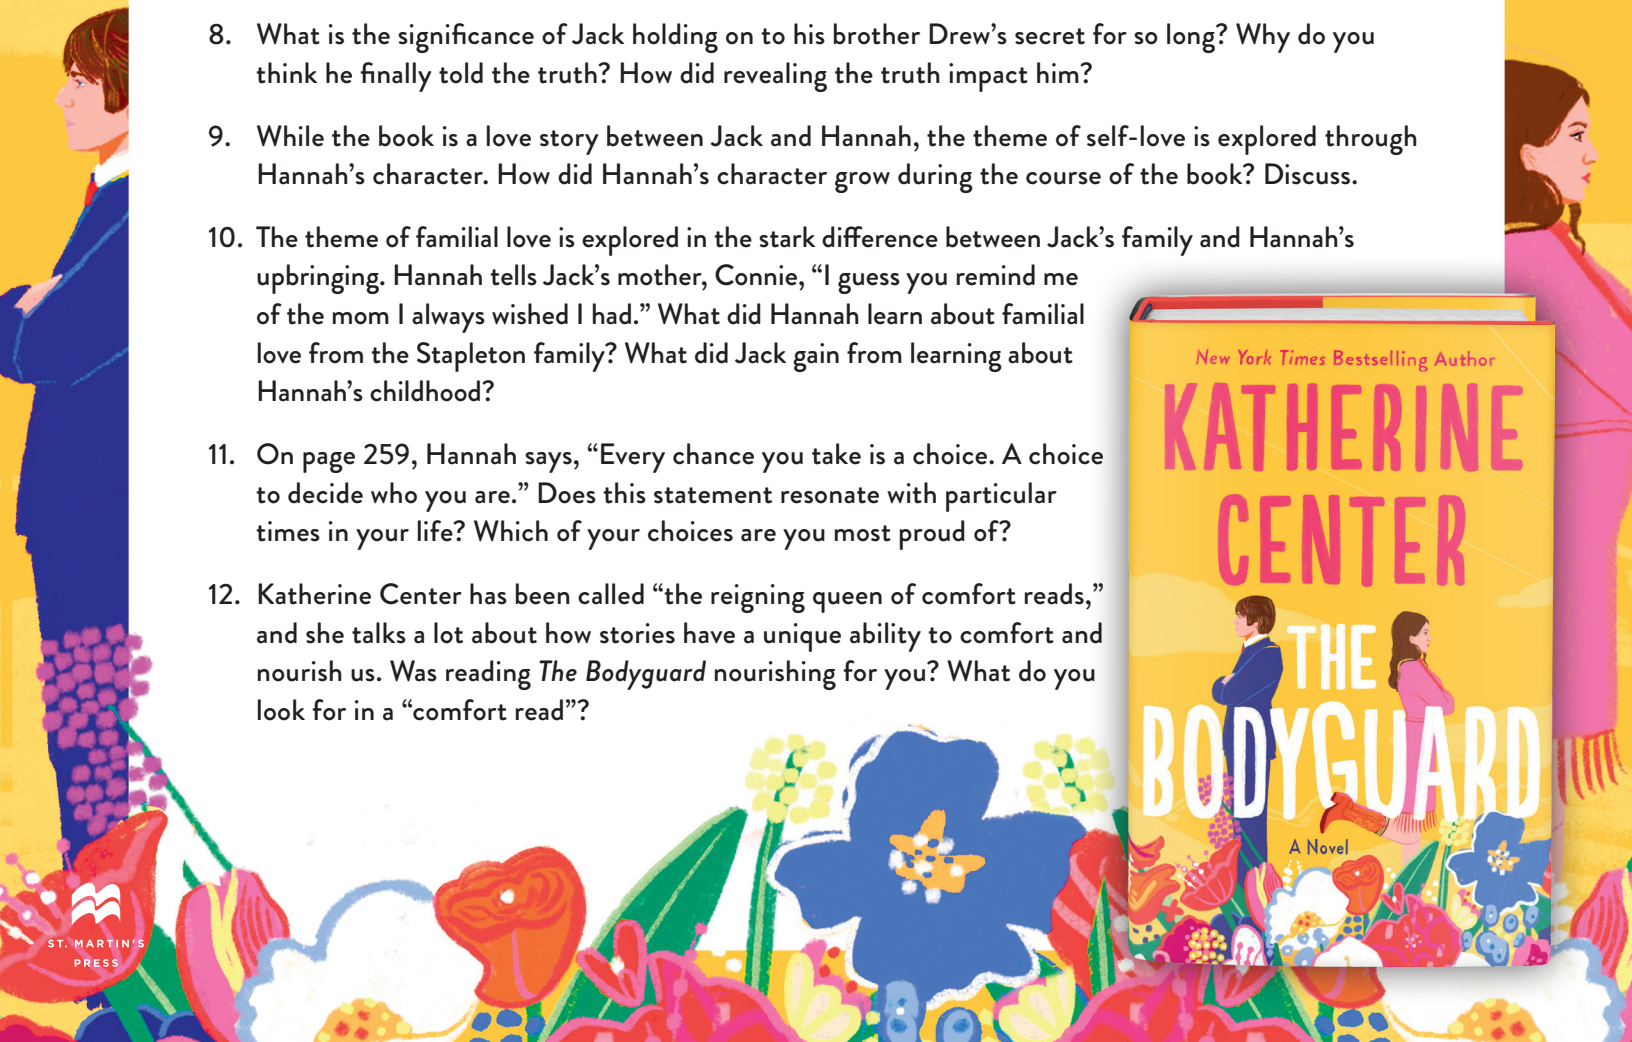 8. What is the significance of Jack holding on to his brother Drew’s secret for so long? Why do you
think he finally told the truth? How did revealing the truth impact him?
9. While the book is a love story between Jack and Hannah, the theme of self-love is explored through
Hannah’s character. How did Hannah’s character grow during the course of the book? Discuss.
10. The theme of familial love is explored in the stark difference between Jack’s family and Hannah’s
upbringing. Hannah tells Jack’s mother, Connie, “I guess you remind me
of the mom I always wished I had.” What did Hannah learn about familial
love from the Stapleton family? What did Jack gain from learning about
Hannah’s childhood?
11. On page 259, Hannah says, “Every chance you take is a choice. A choice
to decide who you are.” Does this statement resonate with particular
times in your life? Which of your choices are you most proud of?
12. Katherine Center has been called “the reigning queen of comfort reads,”
and she talks a lot about how stories have a unique ability to comfort and
nourish us. Was reading The Bodyguard nourishing for you? What do you
look for in a “comfort read”?
New York Times Bestselling Author
KATHERINE
CENTER
THE
BODYGUARD
A Novel
ST. MARTIN’S
PRESS